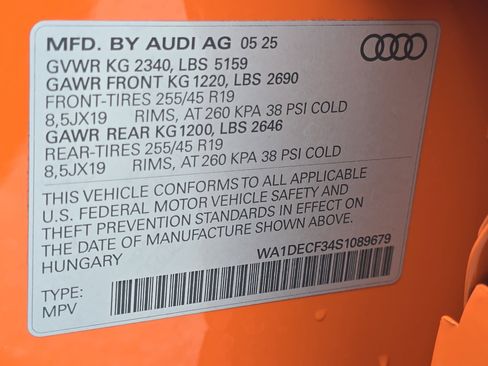 MFD. BY AUDI AG 05 25
GVWR KG 2340, LBS 5159
GAWR FRONT KG 1220, LBS 2690
FRONT-TIRES 255/45 R19
8,5JX19 RIMS, AT 260 KPA 38 PSI COLD
GAWR REAR KG 1200, LBS 2646
REAR-TIRES 255/45 R19
8,5JX19 RIMS, AT 260 KPA 38 PSI COLD
THIS VEHICLE CONFORMS TO ALL APPLICABLE
U.S. FEDERAL MOTOR VEHICLE SAFETY AND
THEFT PREVENTION STANDARDS IN EFFECT ON
THE DATE OF MANUFACTURE SHOWN ABOVE.
HUNGARY
WA1DECF34S1089679
TYPE:
MPV